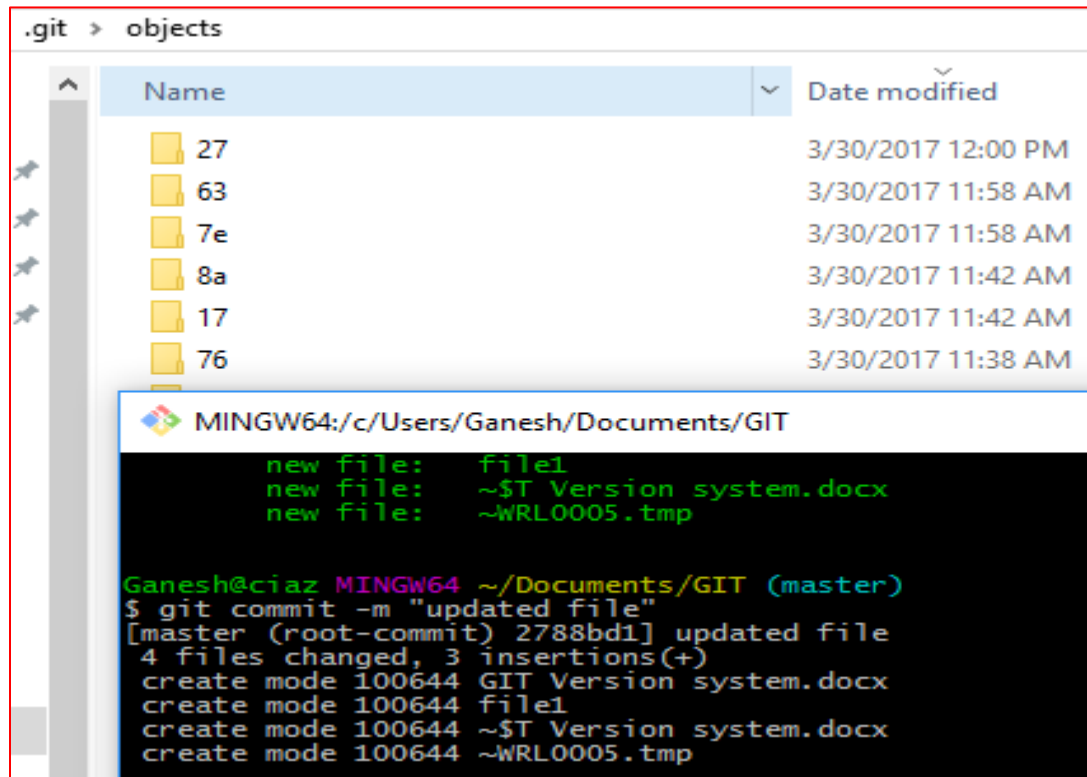 .git > objects
Name Date modified
27 3/30/2017 12:00 PM
63 3/30/2017 11:58 AM
7e 3/30/2017 11:58 AM
8a 3/30/2017 11:42 AM
17 3/30/2017 11:42 AM
76 3/30/2017 11:38 AM
MINGW64:/c/Users/Ganesh/Documents/GIT
new file: file1
new file: ~$T Version system.docx
new file: ~WRL0005.tmp
Ganesh@ciaz MINGW64 ~/Documents/GIT (master)
$ git commit -m "updated file"
[master (root-commit) 2788bd1] updated file
4 files changed, 3 insertions(+)
create mode 100644 GIT Version system.docx
create mode 100644 file1
create mode 100644 ~$T Version system.docx
create mode 100644 ~WRL0005.tmp